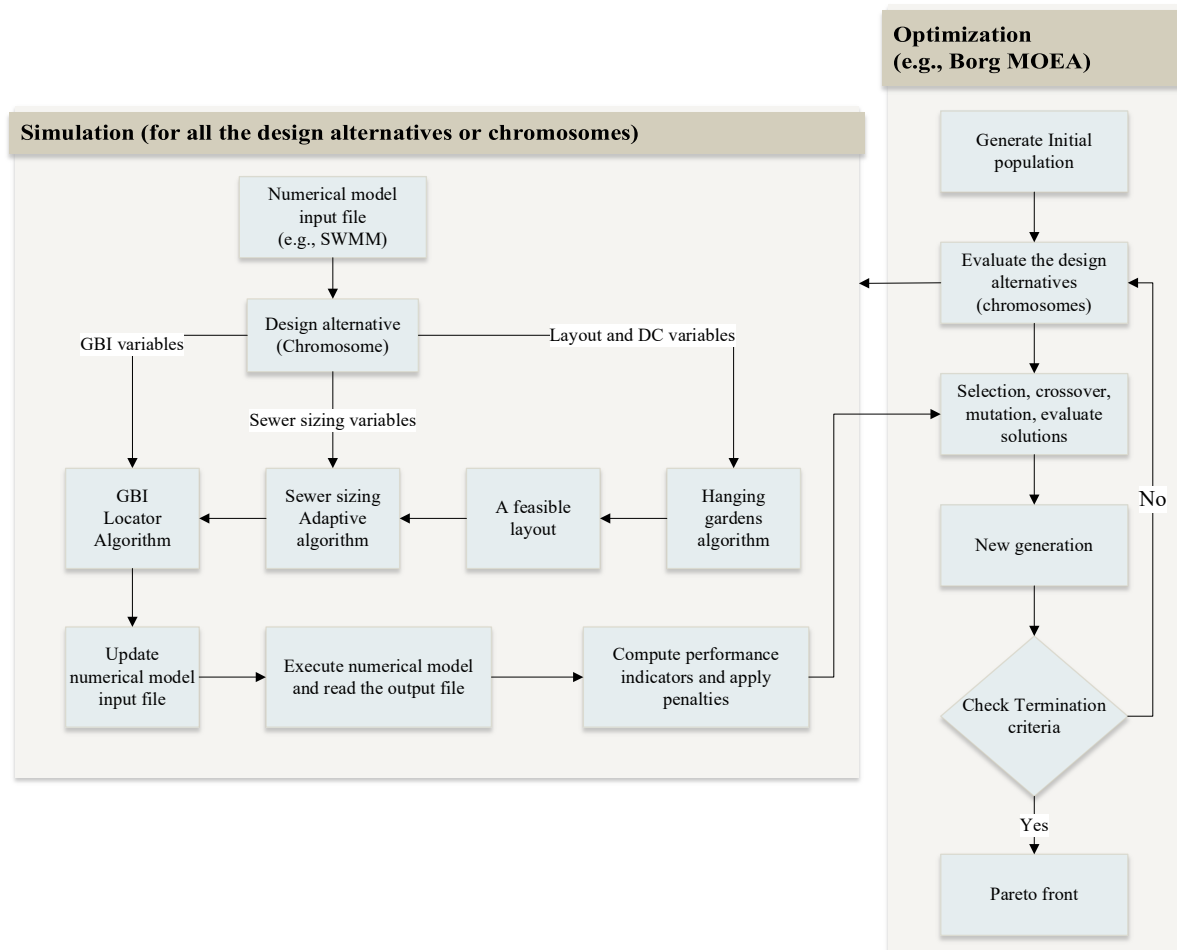 Optimization
(e.g., Borg MOEA)
Simulation (for all the design alternatives or chromosomes)
Numerical model
input file
(e.g., SWMM)
Design alternative
(Chromosome)
GBI variables
Layout and DC variables
Sewer sizing variables
GBI
Locator
Algorithm
Sewer sizing
Adaptive
algorithm
A feasible
layout
Hanging
gardens
algorithm
Update
numerical model
input file
Execute numerical model
and read the output file
Compute performance
indicators and apply
penalties
Generate Initial
population
Evaluate the design
alternatives
(chromosomes)
Selection, crossover,
mutation, evaluate
solutions
New generation
No
Check Termination
criteria
Yes
Pareto front